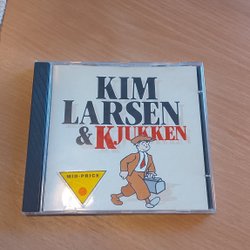 KIM
LARSEN
& KJUKKEN
MID-PRICE